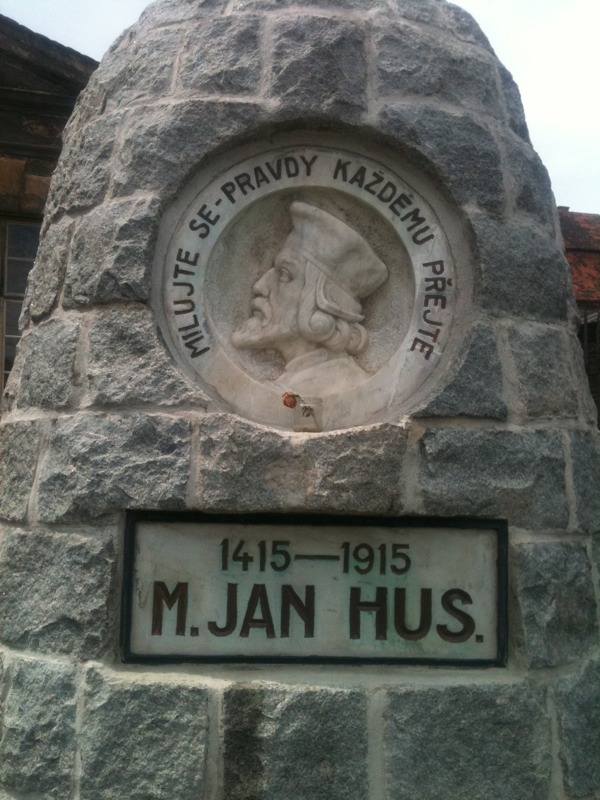 MILUJTE SE-PRAVDY KAŽDÉMU PŘEJTE
1415—1915
M. JAN HUS.